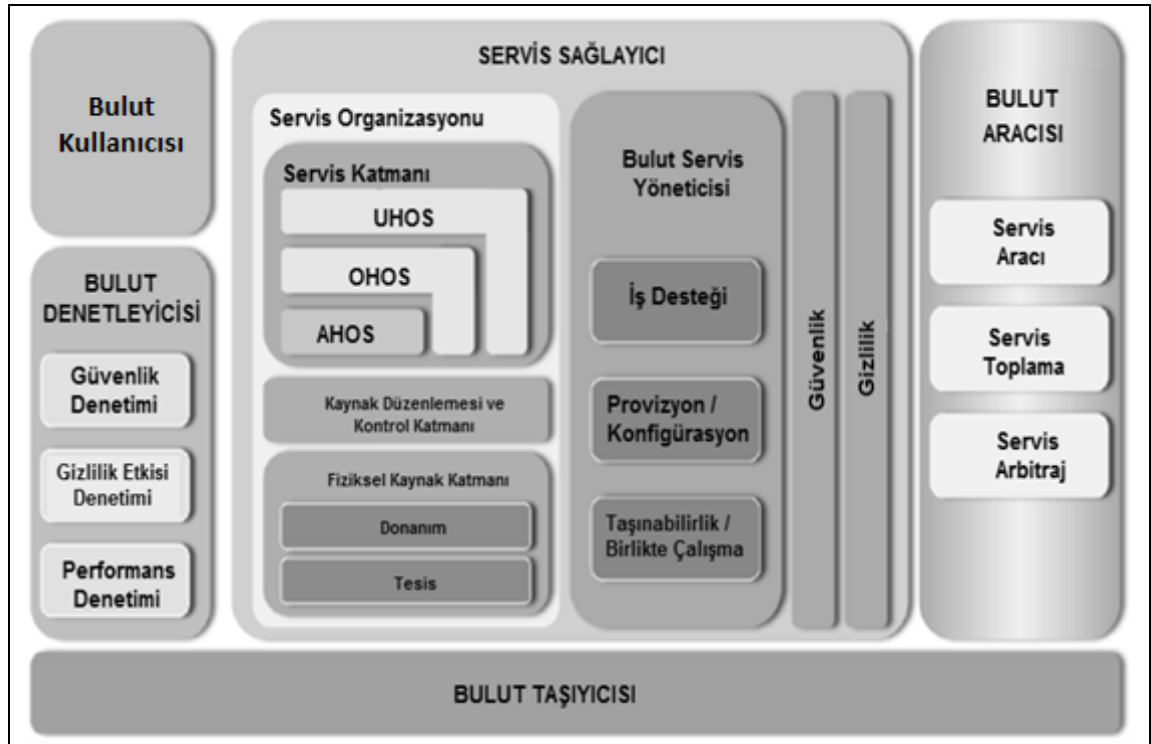 Bulut
Kullanıcısı
BULUT
DENETLEYİCİSİ
Güvenlik
Denetimi
Gizlilik Etkisi
Denetimi
Performans
Denetimi
SERVİS SAĞLAYICI
Servis Organizasyonu
Servis Katmanı
UHOS
OHOS
AHOS
Kaynak Düzenlemesi ve
Kontrol Katmanı
Fiziksel Kaynak Katmanı
Donanım
Tesis
Bulut Servis
Yöneticisi
İş Desteği
Provizyon /
Konfigürasyon
Taşınabilirlik /
Birlikte Çalışma
Güvenlik
Gizlilik
BULUT
ARACISI
Servis
Aracı
Servis
Toplama
Servis
Arbitraj
BULUT TAŞIYICISI